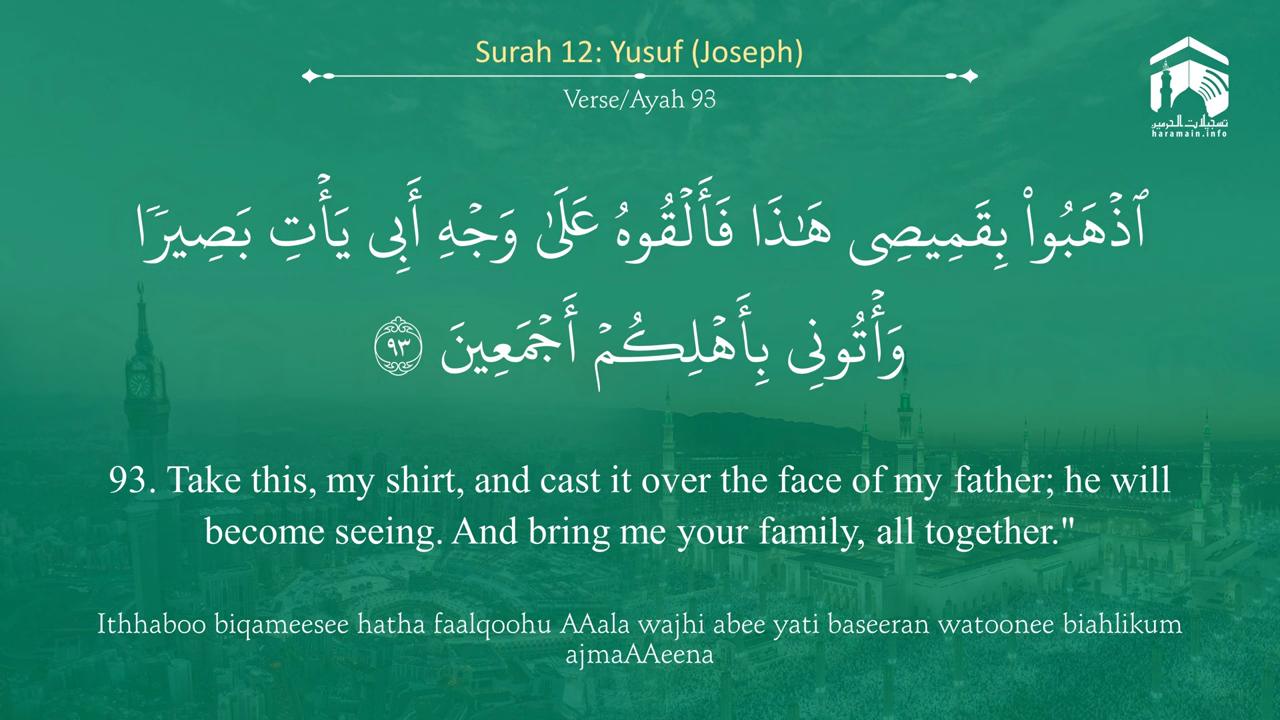 Surah 12: Yusuf (Joseph)
Verse/Ayah 93
تسجيلات الحرمين
haramain.info
ٱذۡهَبُواْ بِقَمِيصِي هَٰذَا فَأَلۡقُوهُ عَلَىٰ وَجۡهِ أَبِي يَأۡتِ بَصِيرٗا
وَأۡتُونِي بِأَهۡلِكُمۡ أَجۡمَعِينَ ٩٣
93. Take this, my shirt, and cast it over the face of my father; he will
become seeing. And bring me your family, all together."
Iththaboo biqameesee hatha faalqoohu AAala wajhi abee yati baseeran watoonee biahlikum
ajmaAAeena